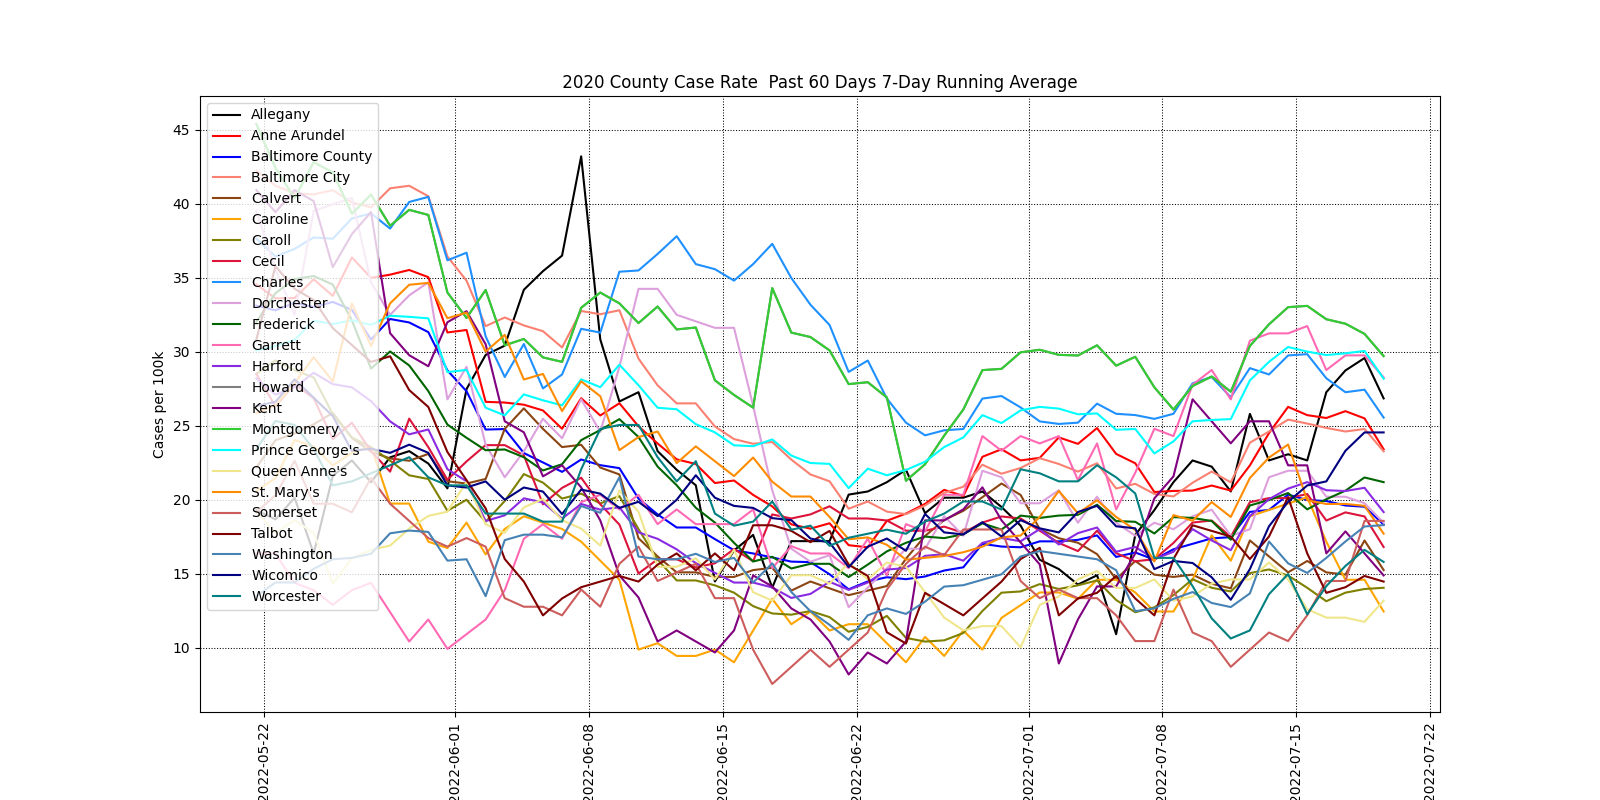 2020 County Case Rate  Past 60 Days 7-Day Running Average
Cases per 100k
45
40
35
30
25
20
15
10
Allegany
Anne Arundel
Baltimore County
Baltimore City
Calvert
Caroline
Caroll
Cecil
Charles
Dorchester
Frederick
Garrett
Harford
Howard
Kent
Montgomery
Prince George's
Queen Anne's
St. Mary's
Somerset
Talbot
Washington
Wicomico
Worcester
2022-05-22
2022-06-01
2022-06-08
2022-06-15
2022-06-22
2022-07-01
2022-07-08
2022-07-15
2022-07-22